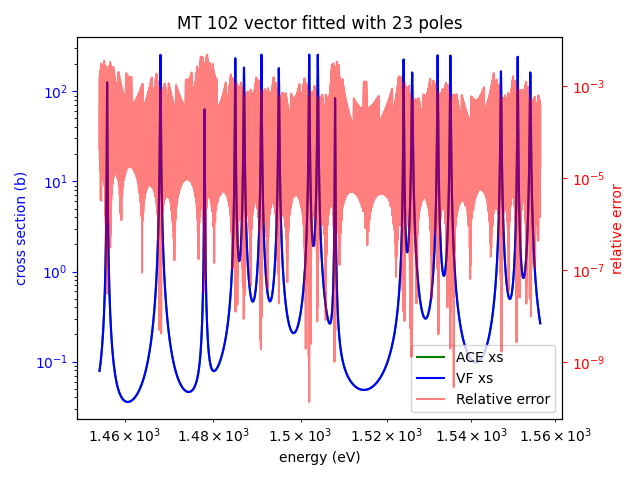 MT 102 vector fitted with 23 poles
cross section (b)
10²
10¹
10⁰
10⁻¹
10⁻³
10⁻⁵
10⁻⁷
10⁻⁹
relative error
ACE xs
VF xs
Relative error
1.46 × 10³ 1.48 × 10³ 1.5 × 10³ 1.52 × 10³ 1.54 × 10³ 1.56 × 10³
energy (eV)